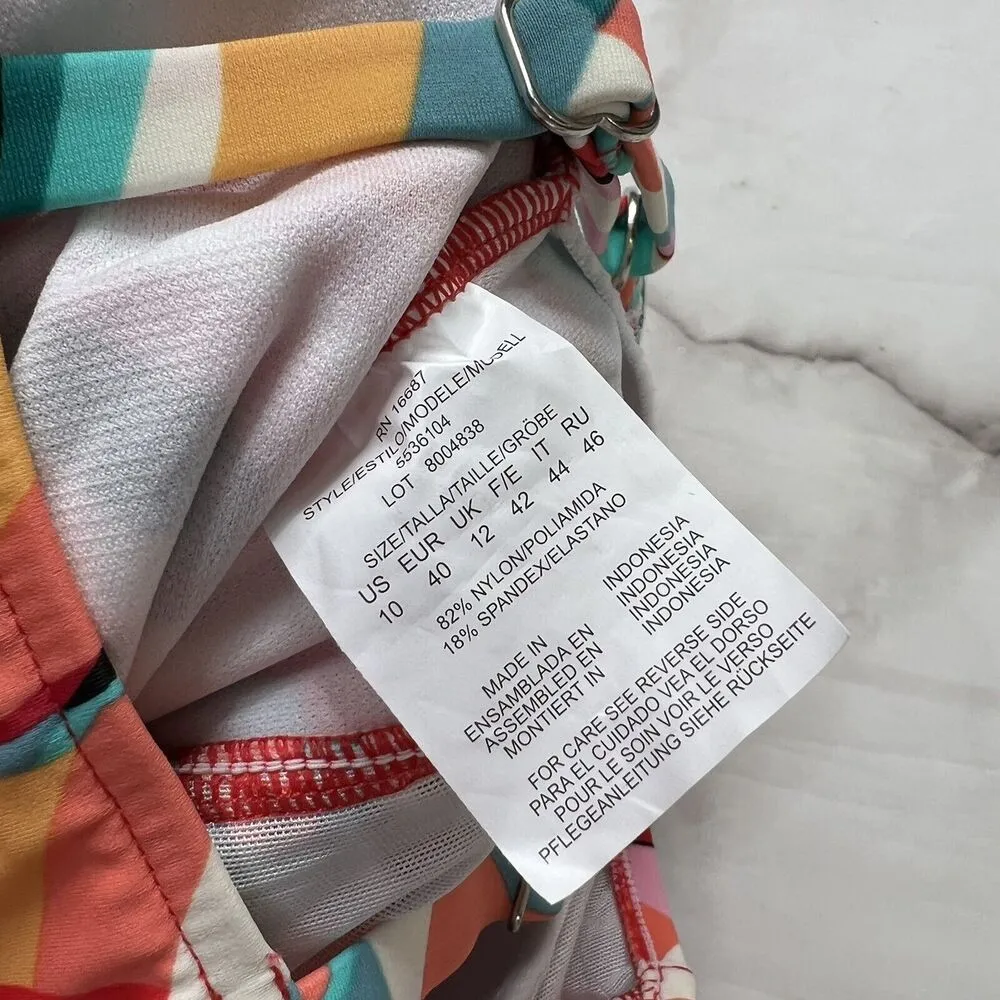 RN 16687
STYLE/ESTILO/MODELE/MUSELL
5536104
LOT 8004838
SIZE/TALLA/TAILLE/GRÖBE
US EUR UK F/E IT RU
10 40 12 42 44 46
82% NYLON/POLIAMIDA
18% SPANDEX/ELASTANO
MADE IN INDONESIA
ENSAMBLADA EN INDONESIA
ASSEMBLED EN INDONESIA
MONTIERT IN INDONESIA
FOR CARE SEE REVERSE SIDE
PARA EL CUIDADO VEA EL DORSO
POUR LE SOIN VOIR LE VERSO
PFLEGEANLEITUNG SIEHE RÜCKSEITE